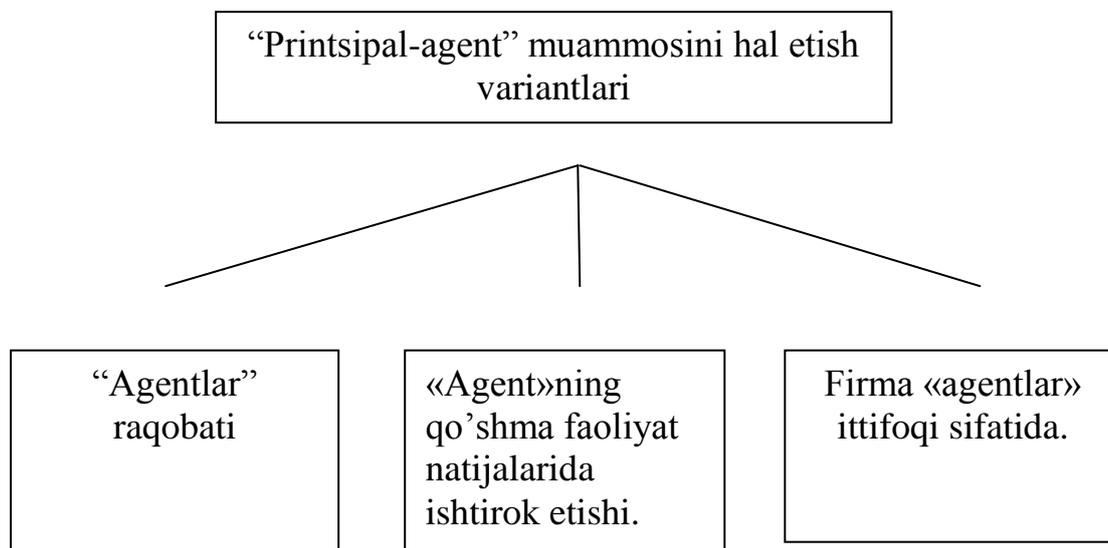 “Printsipal-agent” muammosini hal etish
variantlari
“Agentlar”
raqobati
«Agent»ning
qo’shma faoliyat
natijalarida
ishtirok etishi.
Firma «agentlar»
ittifoqi sifatida.